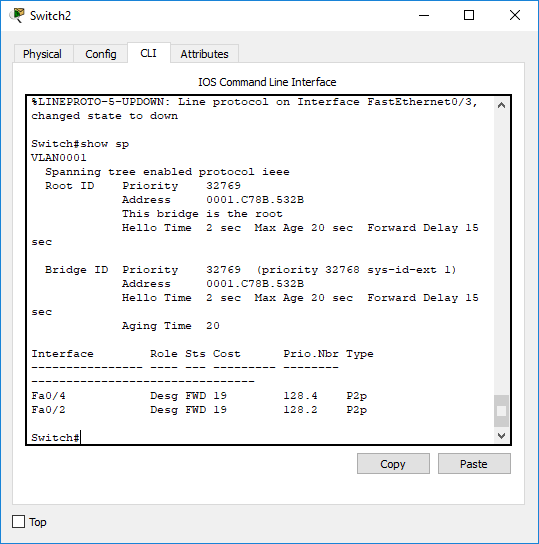 Switch2
Physical Config CLI Attributes
IOS Command Line Interface
%LINEPROTO-5-UPDOWN: Line protocol on Interface FastEthernet0/3,
changed state to down
Switch#show sp
VLAN0001
  Spanning tree enabled protocol ieee
  Root ID    Priority    32769
             Address     0001.C78B.532B
             This bridge is the root
             Hello Time  2 sec  Max Age 20 sec  Forward Delay 15
sec
  Bridge ID  Priority    32769  (priority 32768 sys-id-ext 1)
             Address     0001.C78B.532B
             Hello Time  2 sec  Max Age 20 sec  Forward Delay 15
sec
             Aging Time  20
Interface        Role Sts Cost      Prio.Nbr Type
---------------- ---- --- --------- --------
--------------------------------
Fa0/4            Desg FWD 19        128.4    P2p
Fa0/2            Desg FWD 19        128.2    P2p
Switch#
Copy Paste
Top